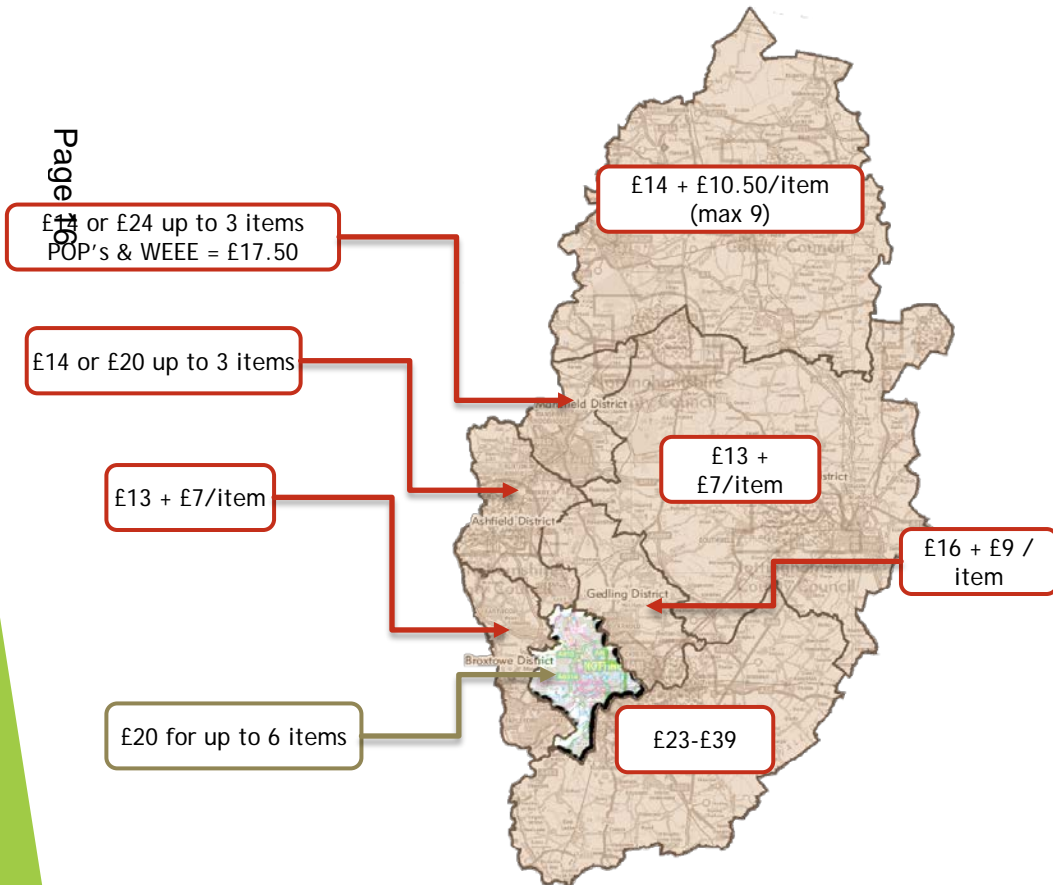 Page 16
£14 + £10.50/item
(max 9)
£14 or £24 up to 3 items
POP's & WEEE = £17.50
£14 or £20 up to 3 items
Mansfield District
£13 +
£7/item
£13 + £7/item
Ashfield District
£16 + £9 /
item
Gedling District
Broxtowe District
£20 for up to 6 items
£23-£39